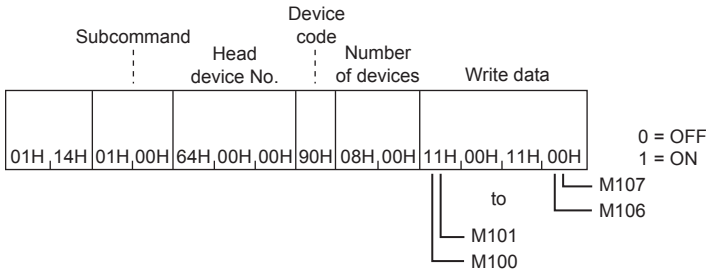 Subcommand
Head
device No.
Device
code
Number
of devices
Write data
01H 14H 01H 00H 64H 00H 00H 90H 08H 00H 11H 00H 11H 00H
0 = OFF
1 = ON
to
M107
M106
M101
M100